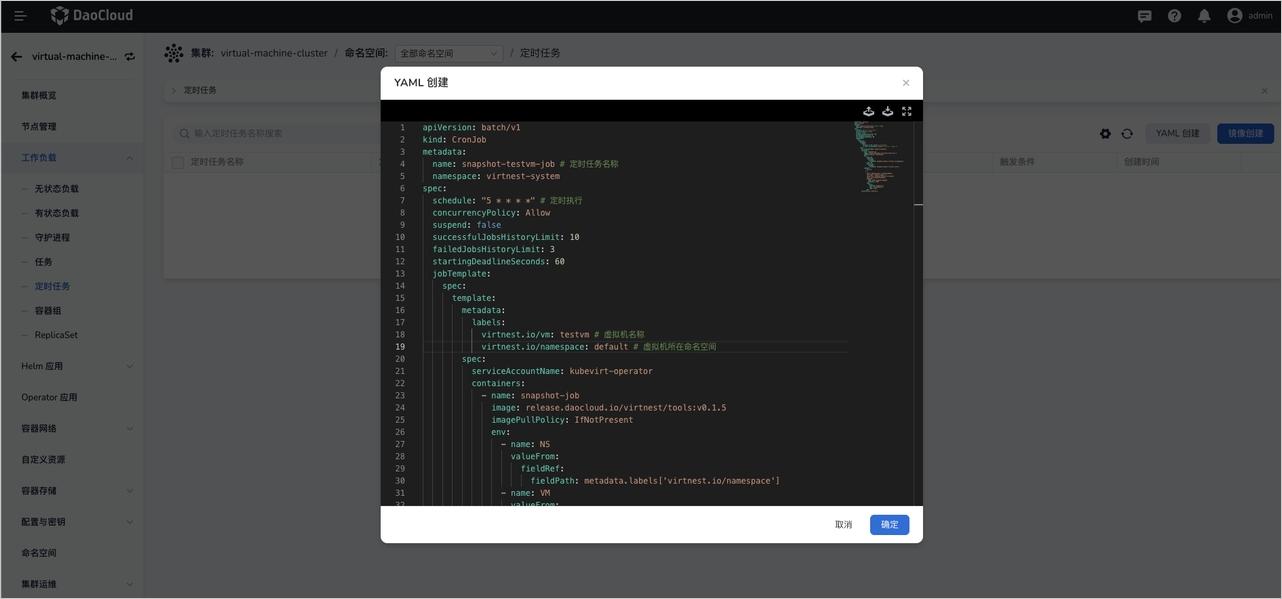 DaoCloud
admin
virtual-machine-...
集群: virtual-machine-cluster / 命名空间: 全部命名空间 / 定时任务
集群概览
节点管理
工作负载
无状态负载
有状态负载
守护进程
任务
定时任务
容器组
ReplicaSet
Helm 应用
Operator 应用
容器网络
自定义资源
容器存储
配置与密钥
命名空间
集群运维
定时任务
输入定时任务名称搜索
YAML 创建
镜像创建
定时任务名称
触发条件
创建时间
YAML 创建
1 apiVersion: batch/v1
2 kind: CronJob
3 metadata:
4 name: snapshot-testvm-job # 定时任务名称
5 namespace: virtnest-system
6 spec:
7 schedule: "5 * * * *" # 定时执行
8 concurrencyPolicy: Allow
9 suspend: false
10 successfulJobsHistoryLimit: 10
11 failedJobsHistoryLimit: 3
12 startingDeadlineSeconds: 60
13 jobTemplate:
14 spec:
15 template:
16 metadata:
17 labels:
18 virtnest.io/vm: testvm # 虚拟机名称
19 virtnest.io/namespace: default # 虚拟机所在命名空间
20 spec:
21 serviceAccountName: kubevirt-operator
22 containers:
23 - name: snapshot-job
24 image: release.daocloud.io/virtnest/tools:v0.1.5
25 imagePullPolicy: IfNotPresent
26 env:
27 - name: NS
28 valueFrom:
29 fieldRef:
30 fieldPath: metadata.labels['virtnest.io/namespace']
31 - name: VM
32 valueFrom:
取消
确定